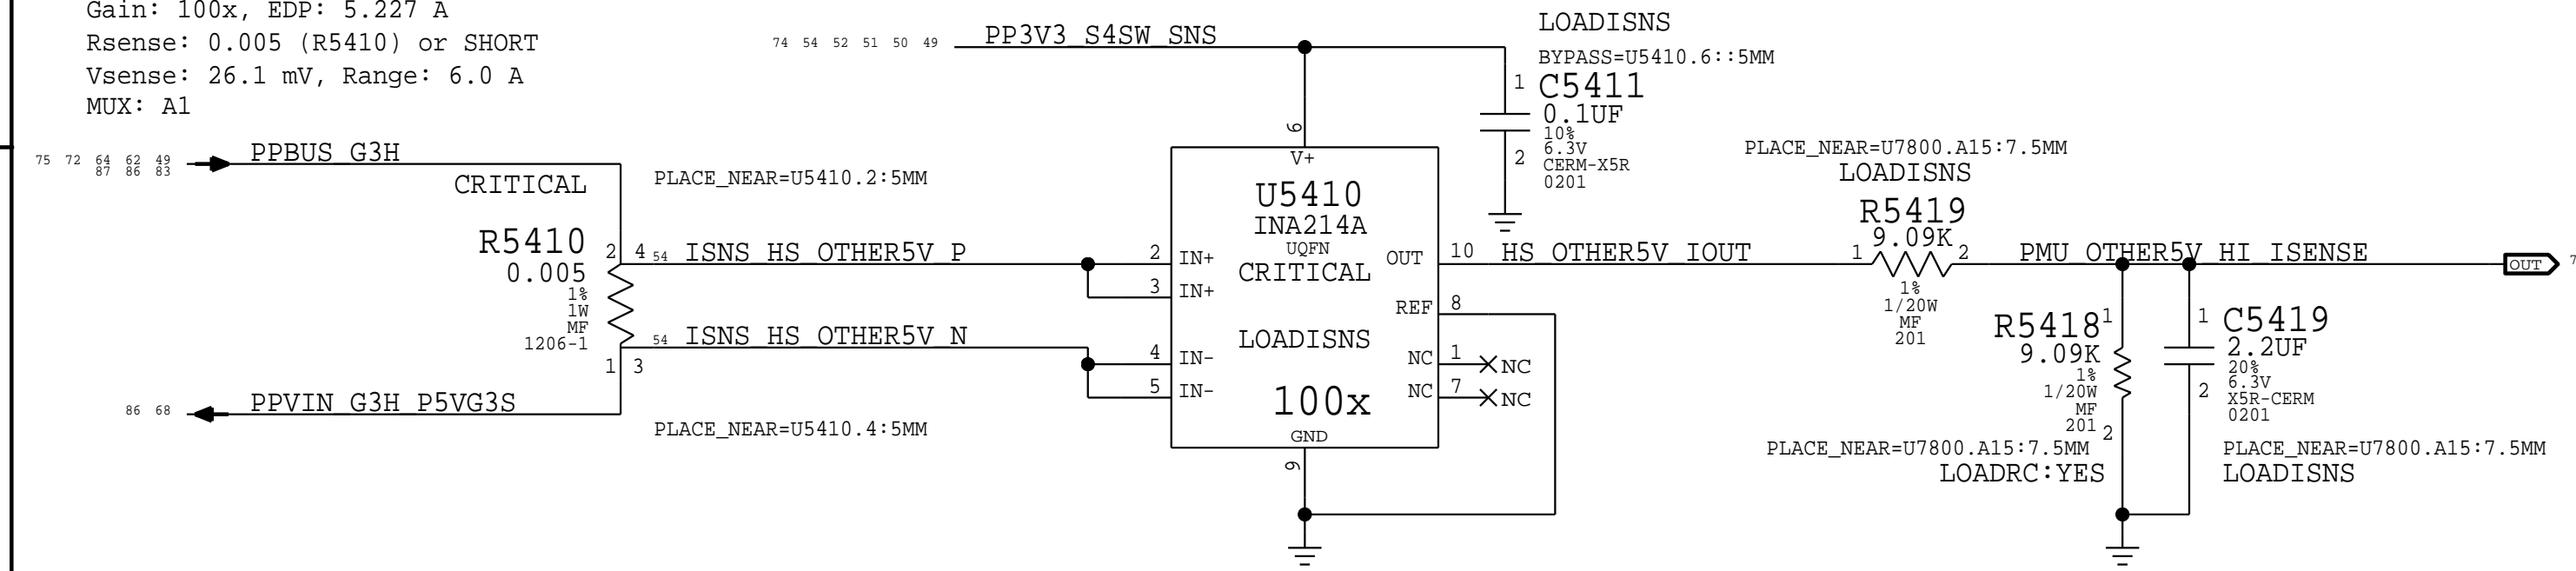 Gain: 100x, EDP: 5.227 A
Rsense: 0.005 (R5410) or SHORT
Vsense: 26.1 mV, Range: 6.0 A
MUX: A1
74 54 52 51 50 49
PP3V3_S4SW_SNS
LOADISNS
BYPASS=U5410.6::5MM
1
C5411
0.1UF
10%
6.3V
CERM-X5R
0201
2
75 72 64 62 49
87 86 83
PPBUS_G3H
CRITICAL
PLACE_NEAR=U5410.2:5MM
R5410
0.005
1%
1W
MF
1206-1
2 4
1 3
54 ISNS_HS_OTHER5V_P
54 ISNS_HS_OTHER5V_N
86 68
PPVIN_G3H_P5VG3S
PLACE_NEAR=U5410.4:5MM
6
V+
U5410
INA214A
UQFN
CRITICAL
LOADISNS
100x
GND
9
2 IN+
3 IN+
4 IN-
5 IN-
OUT 10
REF 8
NC 1 NC
NC 7 NC
HS_OTHER5V_IOUT
PLACE_NEAR=U7800.A15:7.5MM
LOADISNS
R5419
1 9.09K 2
1%
1/20W
MF
201
PMU_OTHER5V_HI_ISENSE
OUT
7
R5418
9.09K
1%
1/20W
MF
201
1
2
PLACE_NEAR=U7800.A15:7.5MM
LOADRC:YES
1
C5419
2.2UF
20%
6.3V
X5R-CERM
0201
2
PLACE_NEAR=U7800.A15:7.5MM
LOADISNS